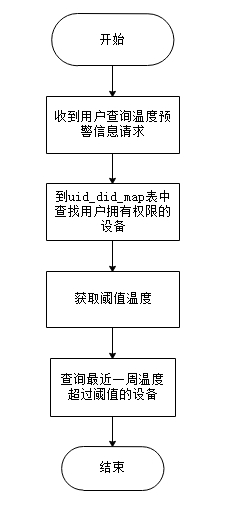 开始
收到用户查询温度预
警信息请求
到uid_did_map表中
查找用户拥有权限的
设备
获取阈值温度
查询最近一周温度
超过阈值的设备
结束